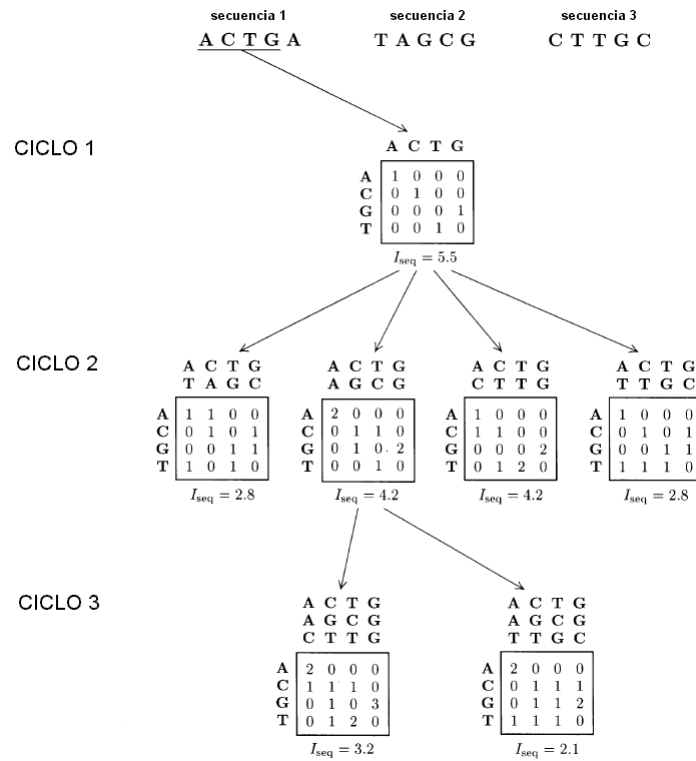 secuencia 1 secuencia 2 secuencia 3
A C T G A T A G C G C T T G C
CICLO 1
A C T G
A 1 0 0 0
C 0 1 0 0
G 0 0 0 1
T 0 0 1 0
I seq = 5.5
CICLO 2
A C T G A C T G A C T G A C T G
T A G C A G C G C T T G T T G C
A 1 1 0 0 A 2 0 0 0 A 1 0 0 0 A 1 0 0 0
C 0 1 0 1 C 0 1 1 0 C 1 1 0 0 C 0 1 0 1
G 0 0 1 1 G 0 1 0 2 G 0 0 0 2 G 0 0 1 1
T 1 0 1 0 T 0 0 1 0 T 0 1 2 0 T 1 1 1 0
I seq = 2.8 I seq = 4.2 I seq = 4.2 I seq = 2.8
CICLO 3
A C T G A C T G
A G C G A G C G
C T T G T T G C
A 2 0 0 0 A 2 0 0 0
C 1 1 1 0 C 0 1 1 1
G 0 1 0 3 G 0 1 1 2
T 0 1 2 0 T 1 1 1 0
I seq = 3.2 I seq = 2.1